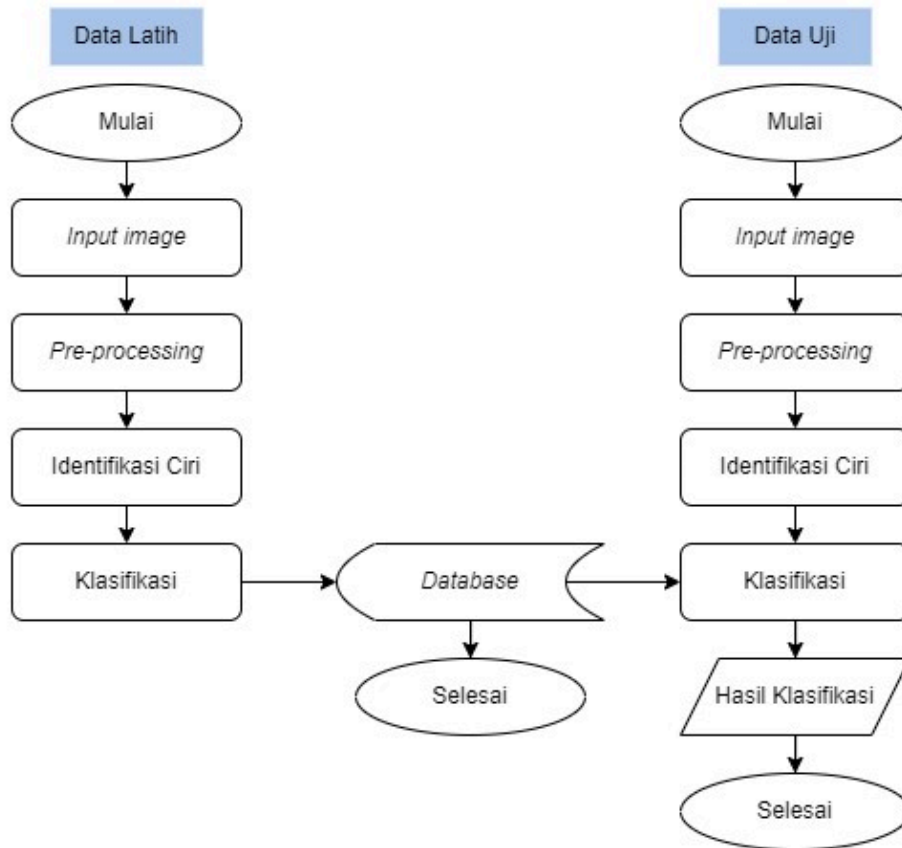 Data Latih
Mulai
Input image
Pre-processing
Identifikasi Ciri
Klasifikasi
Database
Selesai
Data Uji
Mulai
Input image
Pre-processing
Identifikasi Ciri
Klasifikasi
Hasil Klasifikasi
Selesai